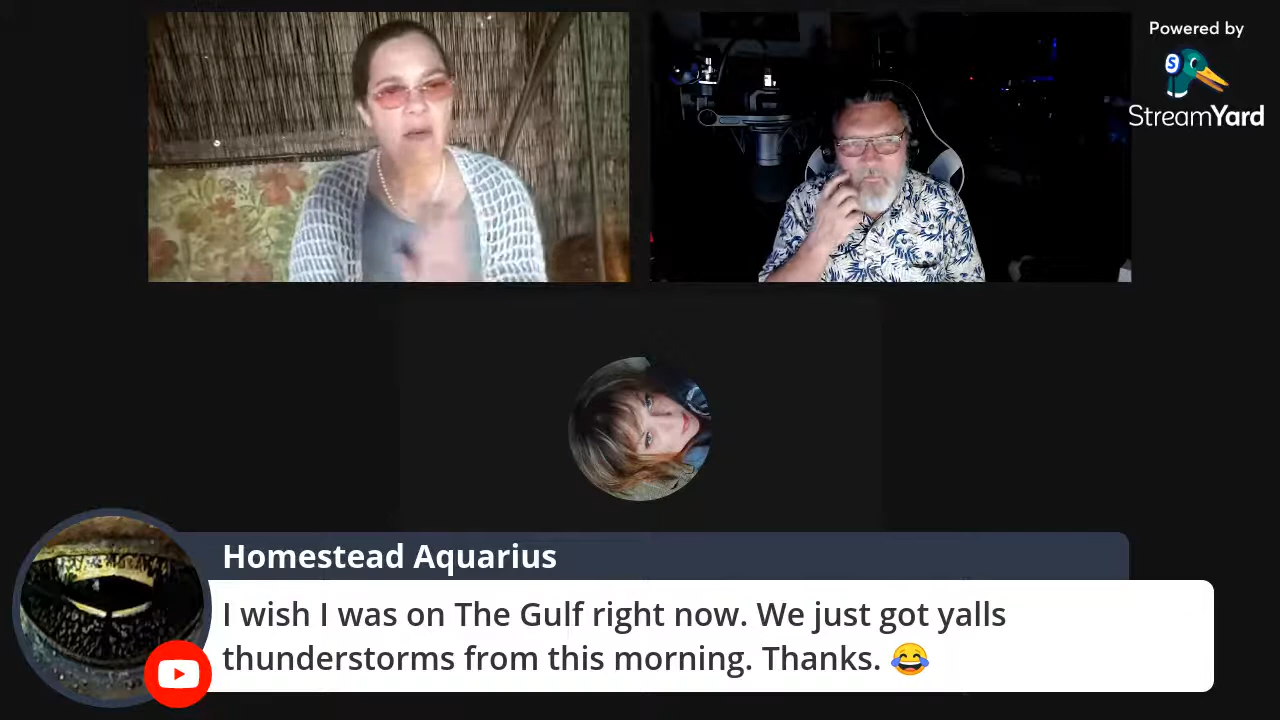 Powered by
S
StreamYard
Homestead Aquarius
I wish I was on The Gulf right now. We just got yalls
thunderstorms from this morning. Thanks. 😂